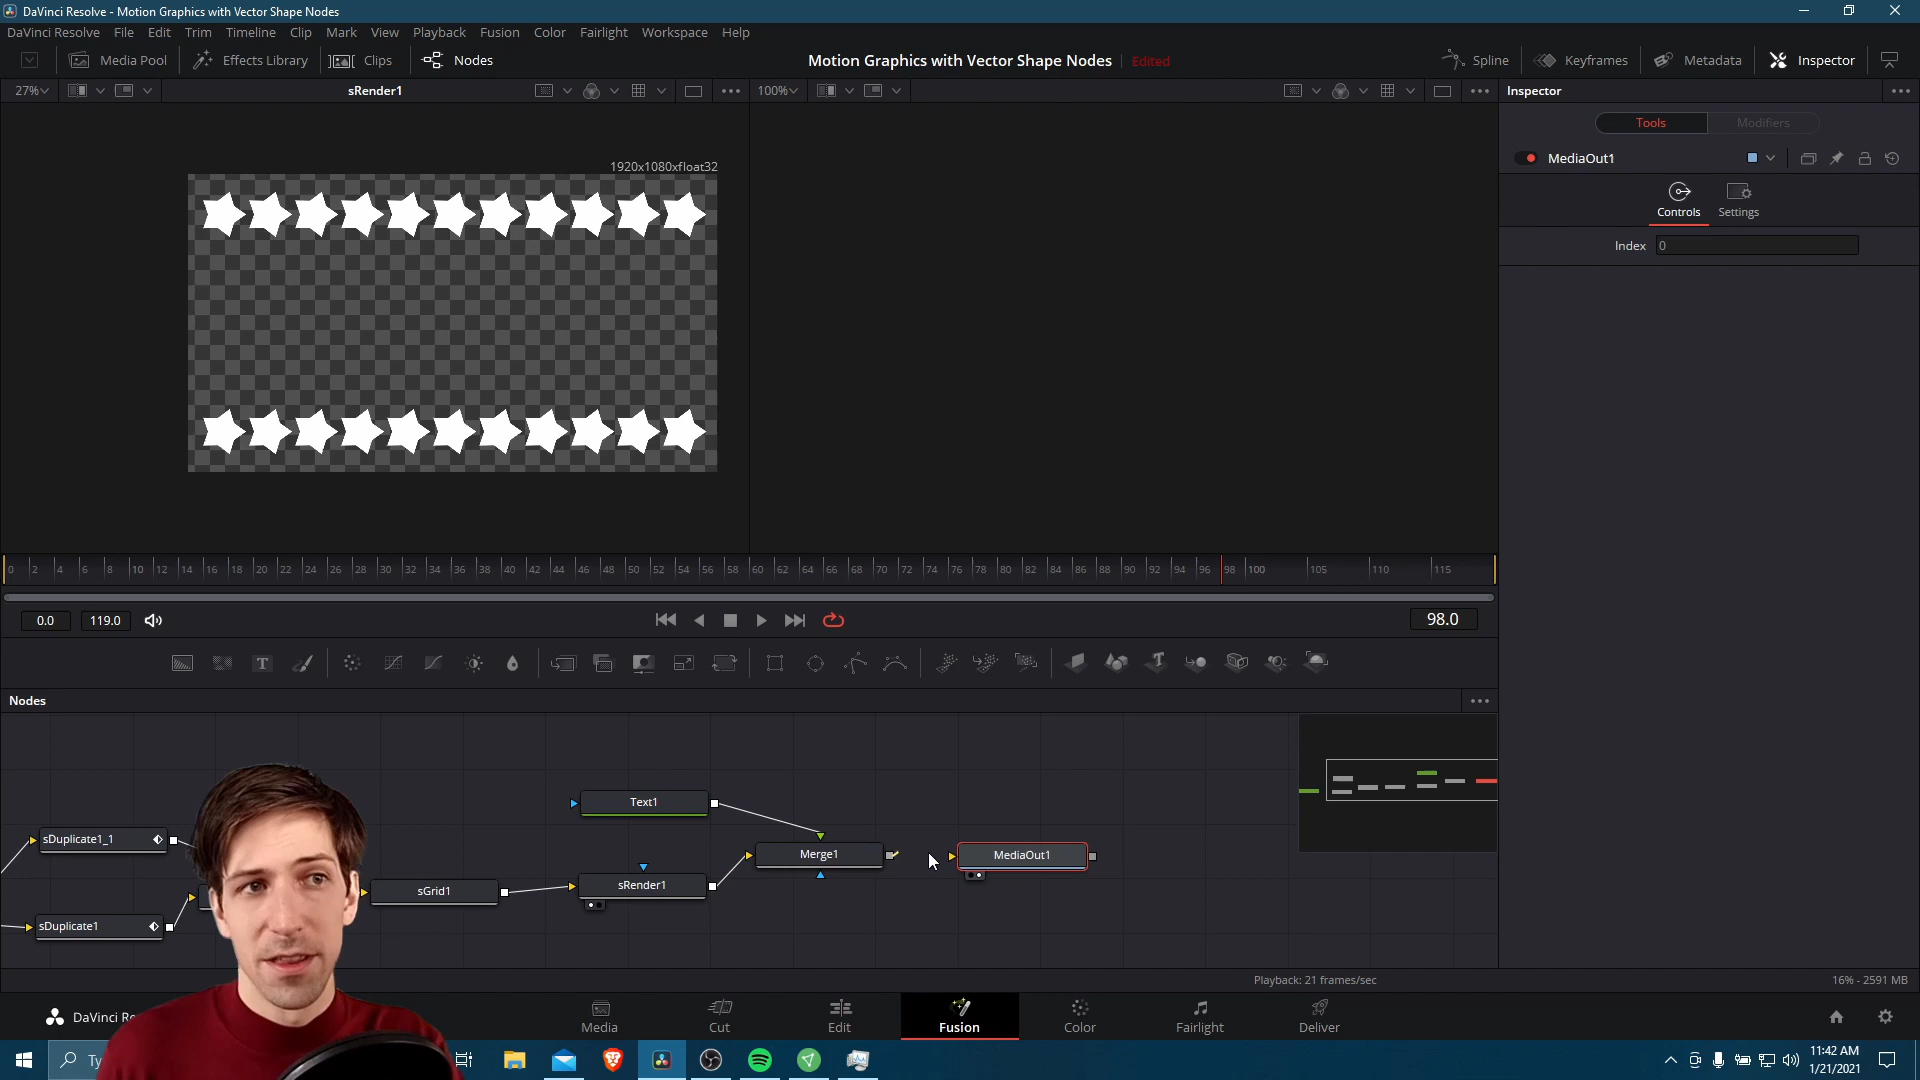 DaVinci Resolve - Motion Graphics with Vector Shape Nodes
DaVinci Resolve File Edit Trim Timeline Clip Mark View Playback Fusion Color Fairlight Workspace Help
Media Pool Effects Library Clips Nodes Motion Graphics with Vector Shape Nodes Edited Spline Keyframes Metadata Inspector
27% sRender1 100% Inspector
Tools Modifiers
MediaOut1
1920x1080xfloat32
Controls Settings
Index 0
0 2 4 6 8 10 12 14 16 18 20 22 24 26 28 30 32 34 36 38 40 42 44 46 48 50 52 54 56 58 60 62 64 66 68 70 72 74 76 78 80 82 84 86 88 90 92 94 96 98 100 105 110 115
0.0 119.0 98.0
T
Nodes
Text1
sDuplicate1_1
Merge1
MediaOut1
sGrid1
sRender1
sDuplicate1
Playback: 21 frames/sec 16% - 2591 MB
DaVinci Re
Media Cut Edit Fusion Color Fairlight Deliver
Ty
11:42 AM
1/21/2021